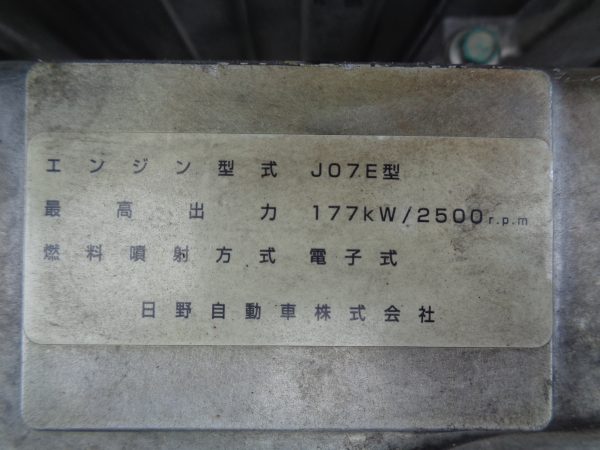 エンジン型式 J07E型
最高出力 177kW/2500r.p.m
燃料噴射方式 電子式
日野自動車株式会社